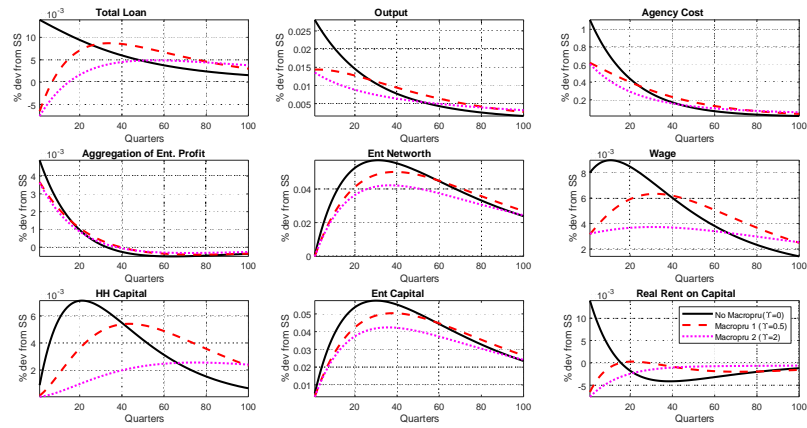 Total Loan
Output
Agency Cost
10⁻³
% dev from SS
10
5
0
-5
20 40 60 80 100
Quarters
% dev from SS
0.025
0.02
0.015
0.01
0.005
20 40 60 80 100
Quarters
% dev from SS
1
0.8
0.6
0.4
0.2
20 40 60 80 100
Quarters
Aggregation of Ent. Profit
Ent Networth
Wage
10⁻³
% dev from SS
4
3
2
1
0
20 40 60 80 100
% dev from SS
0.04
0.02
0
20 40 60 80 100
10⁻³
% dev from SS
8
6
4
2
20 40 60 80 100
HH Capital
Ent Capital
Real Rent on Capital
10⁻³
% dev from SS
6
4
2
20 40 60 80 100
Quarters
% dev from SS
0.05
0.04
0.03
0.02
0.01
20 40 60 80 100
Quarters
10⁻³
% dev from SS
10
5
0
-5
20 40 60 80 100
Quarters
No Macropru(ϒ=0)
Macropru 1 (ϒ=0.5)
Macropru 2 (ϒ=2)